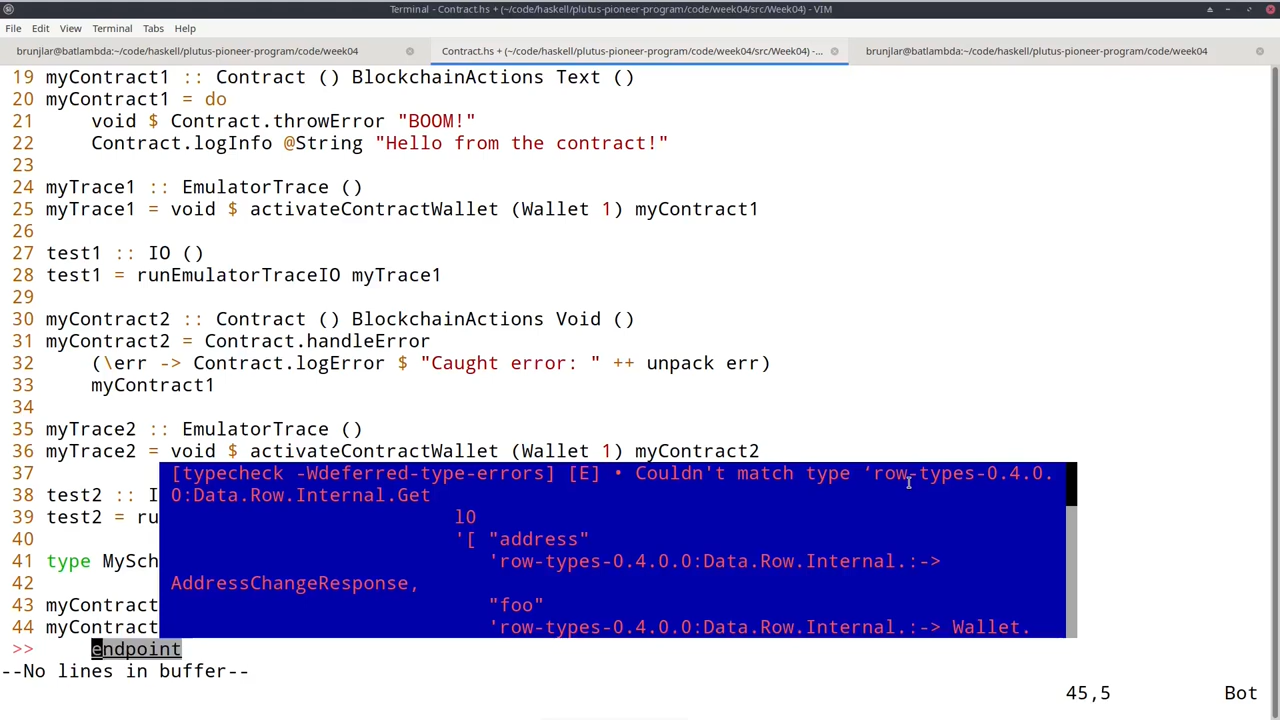 Terminal - Contract.hs + (~/code/haskell/plutus-pioneer-program/code/week04/src/Week04) - VIM
File Edit View Terminal Tabs Help
brunjlar@batlambda:~/code/haskell/plutus-pioneer-program/code/week04
Contract.hs + (~/code/haskell/plutus-pioneer-program/code/week04/src/Week04) -...
brunjlar@batlambda:~/code/haskell/plutus-pioneer-program/code/week04
19 myContract1 :: Contract () BlockchainActions Text ()
20 myContract1 = do
21     void $ Contract.throwError "BOOM!"
22     Contract.logInfo @String "Hello from the contract!"
23
24 myTrace1 :: EmulatorTrace ()
25 myTrace1 = void $ activateContractWallet (Wallet 1) myContract1
26
27 test1 :: IO ()
28 test1 = runEmulatorTraceIO myTrace1
29
30 myContract2 :: Contract () BlockchainActions Void ()
31 myContract2 = Contract.handleError
32     (\err -> Contract.logError $ "Caught error: " ++ unpack err)
33     myContract1
34
35 myTrace2 :: EmulatorTrace ()
36 myTrace2 = void $ activateContractWallet (Wallet 1) myContract2
37
[typecheck -Wdeferred-type-errors] [E] • Couldn't match type ‘row-types-0.4.0.
38 test2 :: I
0:Data.Row.Internal.Get
39 test2 = ru
l0
40
'[ "address"
41 type MySch
'row-types-0.4.0.0:Data.Row.Internal.:->
42
AddressChangeResponse,
43 myContract
"foo"
44 myContract
'row-types-0.4.0.0:Data.Row.Internal.:-> Wallet.
>>     endpoint
--No lines in buffer--
45,5 Bot